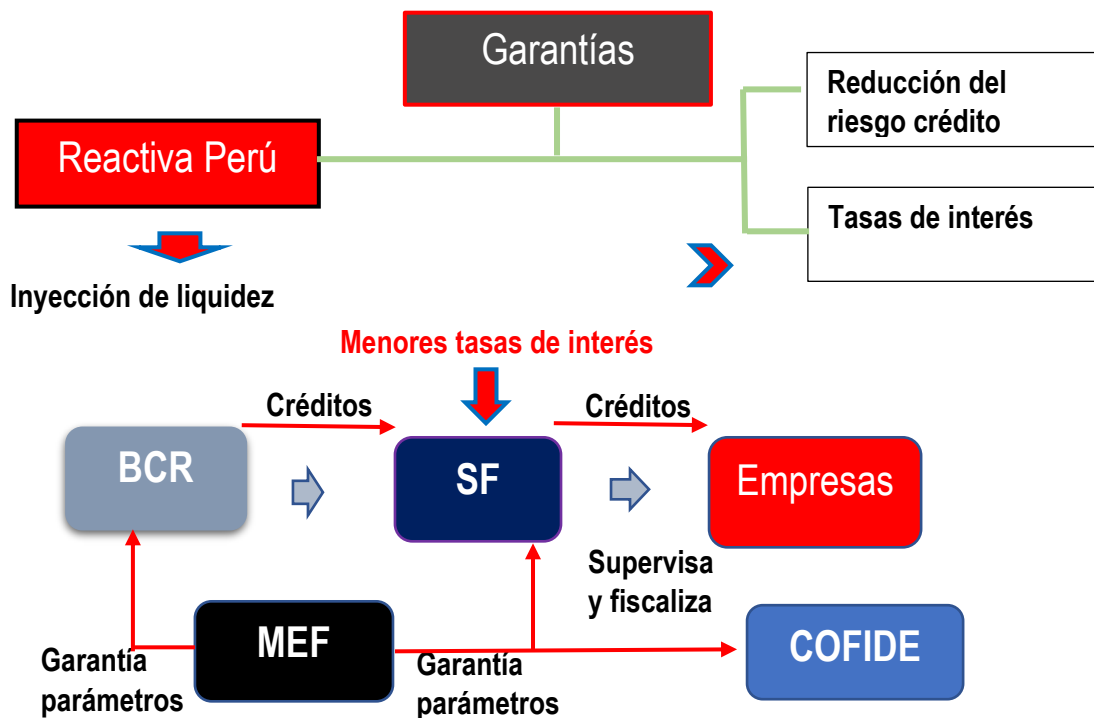 Garantías
Reducción del
riesgo crédito
Reactiva Perú
Tasas de interés
Inyección de liquidez
Menores tasas de interés
Créditos
Créditos
BCR
SF
Empresas
Supervisa
y fiscaliza
MEF
COFIDE
Garantía
parámetros
Garantía
parámetros